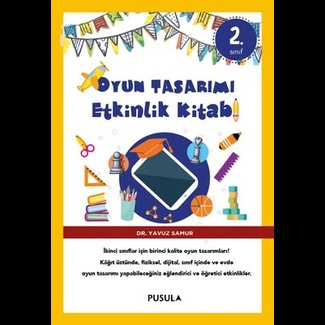 2.
sınıf
OYUN TASARIMI
Etkinlik Kitabı
DR. YAVUZ SAMUR
İkinci sınıflar için birinci kalite oyun tasarımları!
Kâğıt üstünde, fiziksel, dijital, sınıf içinde ve evde
oyun tasarımı yapabileceğiniz eğlendirici ve öğretici etkinlikler.
PUSULA